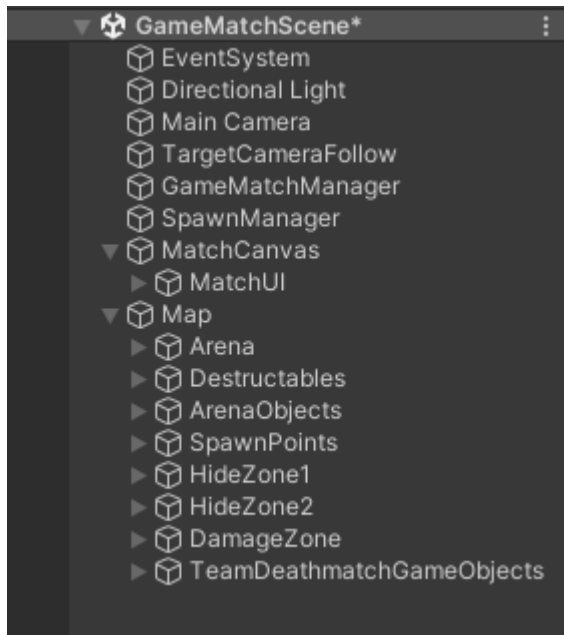 GameMatchScene*
EventSystem
Directional Light
Main Camera
TargetCameraFollow
GameMatchManager
SpawnManager
MatchCanvas
MatchUI
Map
Arena
Destructables
ArenaObjects
SpawnPoints
HideZone1
HideZone2
DamageZone
TeamDeathmatchGameObjects